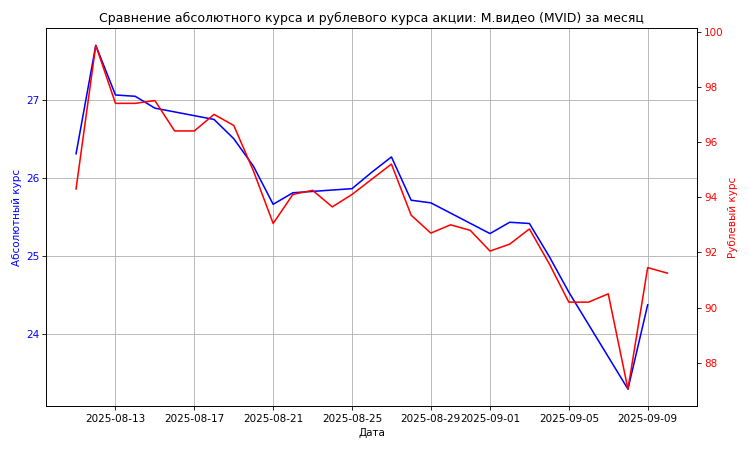 Сравнение абсолютного курса и рублевого курса акции: М.видео (MVID) за месяц
Абсолютный курс
27
26
25
24
100
98
96
94
92
90
88
Рублевый курс
2025-08-13 2025-08-17 2025-08-21 2025-08-25 2025-08-29 2025-09-01 2025-09-05 2025-09-09
Дата